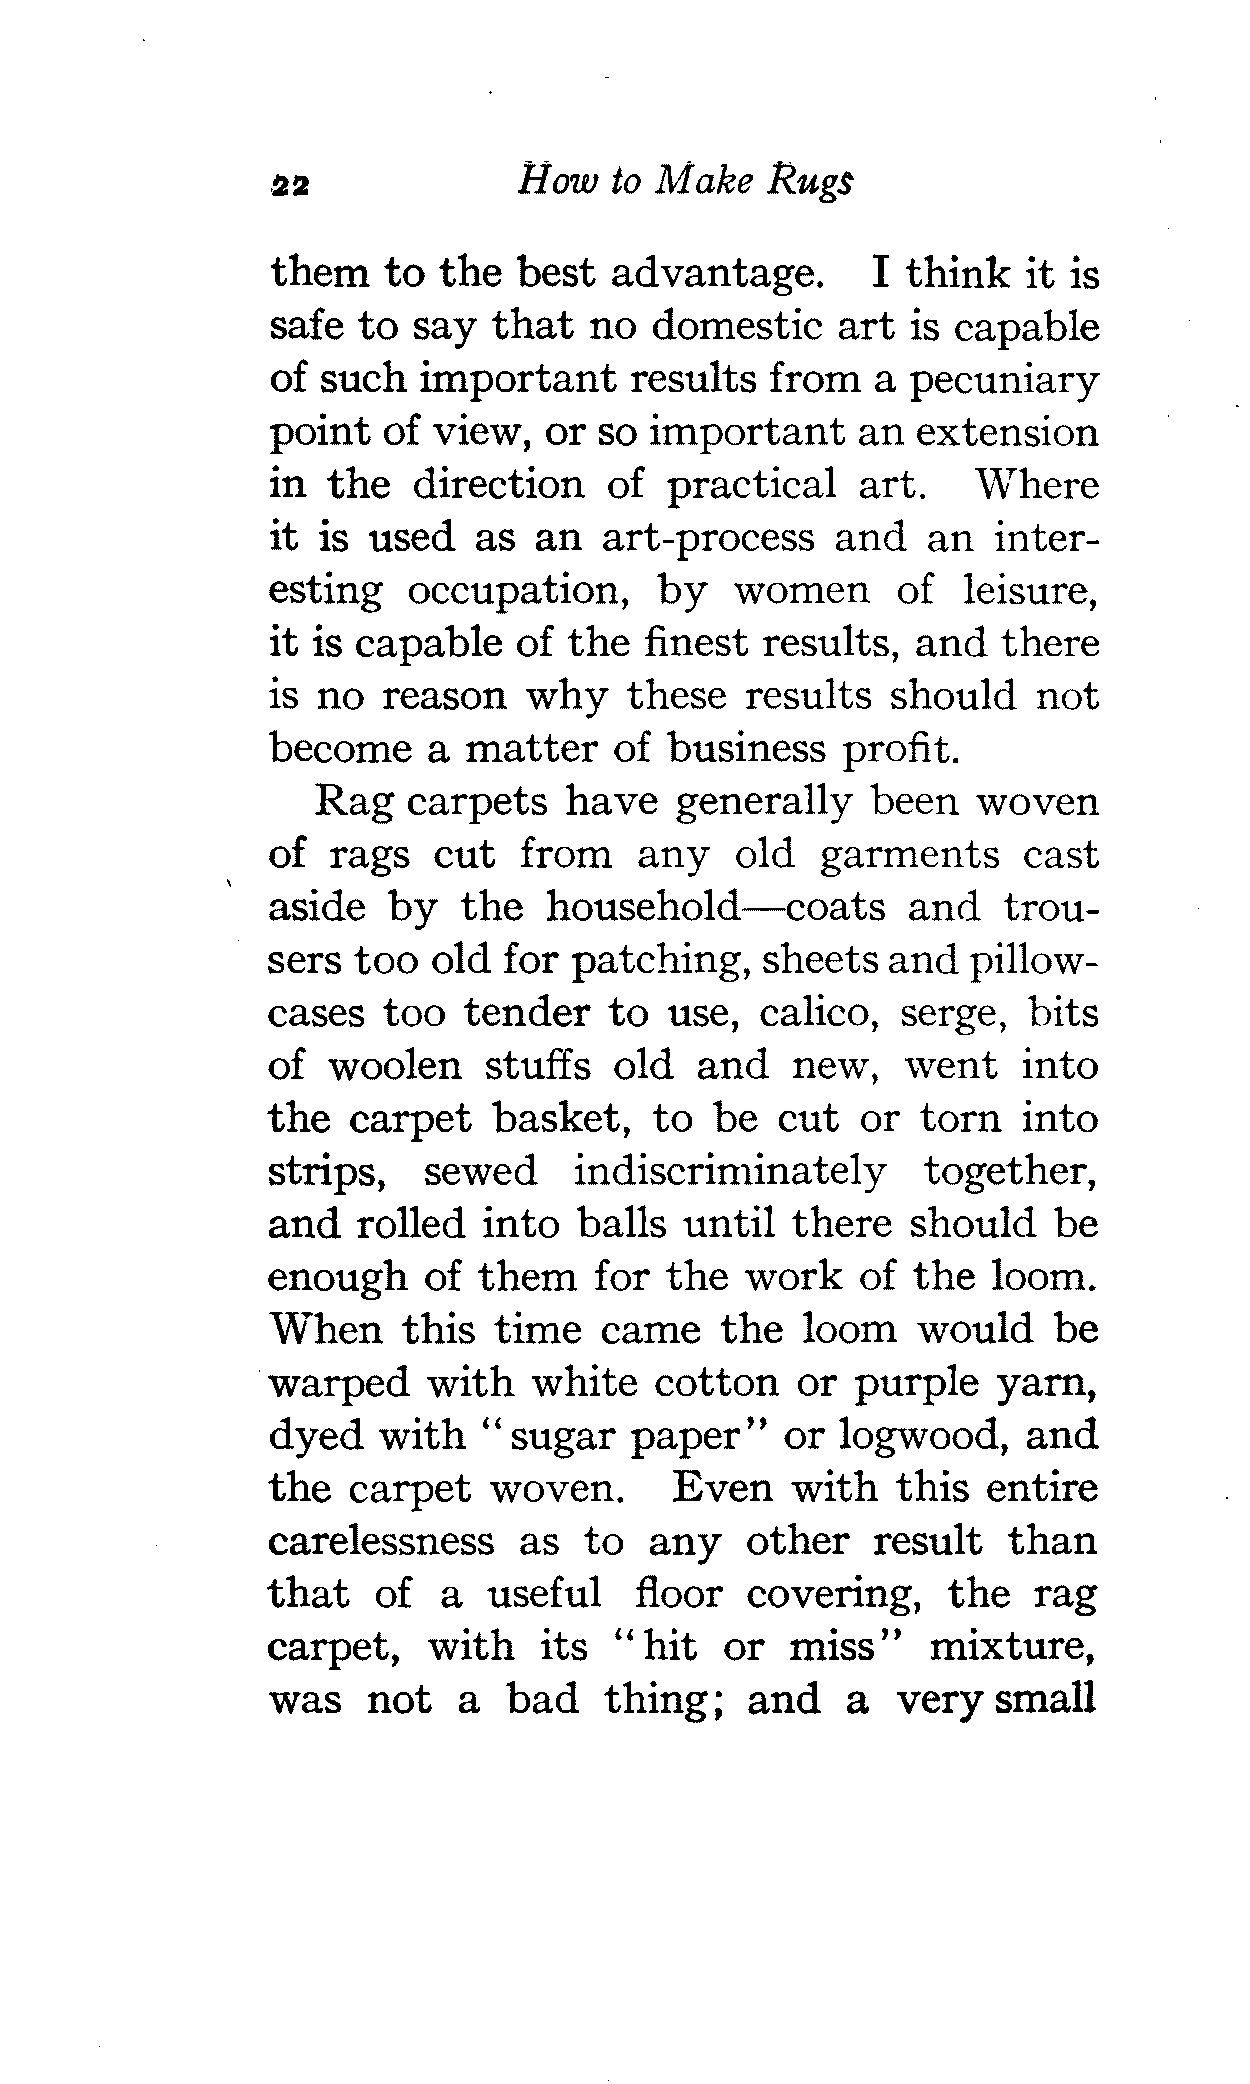 22 How to Make Rugs
them to the best advantage. I think it is
safe to say that no domestic art is capable
of such important results from a pecuniary
point of view, or so important an extension
in the direction of practical art. Where
it is used as an art-process and an inter-
esting occupation, by women of leisure,
it is capable of the finest results, and there
is no reason why these results should not
become a matter of business profit.
Rag carpets have generally been woven
of rags cut from any old garments cast
aside by the household—coats and trou-
sers too old for patching, sheets and pillow-
cases too tender to use, calico, serge, bits
of woolen stuffs old and new, went into
the carpet basket, to be cut or torn into
strips, sewed indiscriminately together,
and rolled into balls until there should be
enough of them for the work of the loom.
When this time came the loom would be
warped with white cotton or purple yarn,
dyed with "sugar paper" or logwood, and
the carpet woven. Even with this entire
carelessness as to any other result than
that of a useful floor covering, the rag
carpet, with its "hit or miss" mixture,
was not a bad thing; and a very small